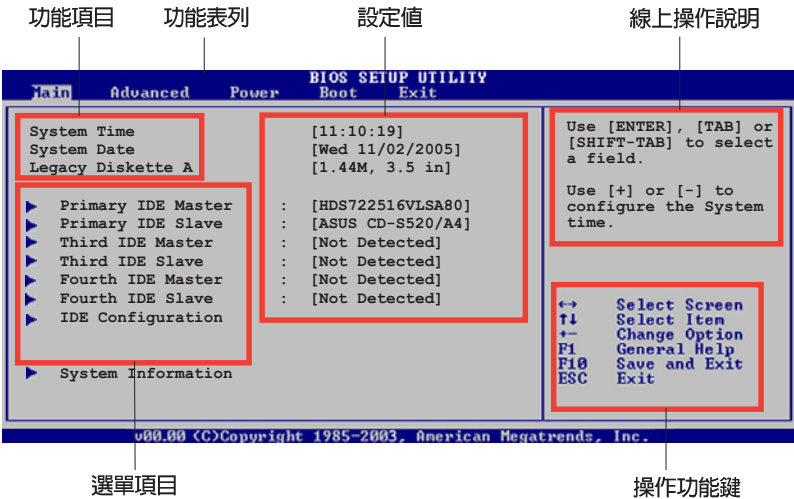 功能項目 功能表列 設定值 線上操作說明
BIOS SETUP UTILITY
Main Advanced Power Boot Exit
System Time [11:10:19]
System Date [Wed 11/02/2005]
Legacy Diskette A [1.44M, 3.5 in]
Primary IDE Master : [HDS722516VLSA80]
Primary IDE Slave : [ASUS CD-S520/A4]
Third IDE Master : [Not Detected]
Third IDE Slave : [Not Detected]
Fourth IDE Master : [Not Detected]
Fourth IDE Slave : [Not Detected]
IDE Configuration
System Information
Use [ENTER], [TAB] or
[SHIFT-TAB] to select
a field.
Use [+] or [-] to
configure the System
time.
←→ Select Screen
↑↓ Select Item
+- Change Option
F1 General Help
F10 Save and Exit
ESC Exit
v00.00 (C)Copyright 1985-2003, American Megatrends, Inc.
選單項目 操作功能鍵